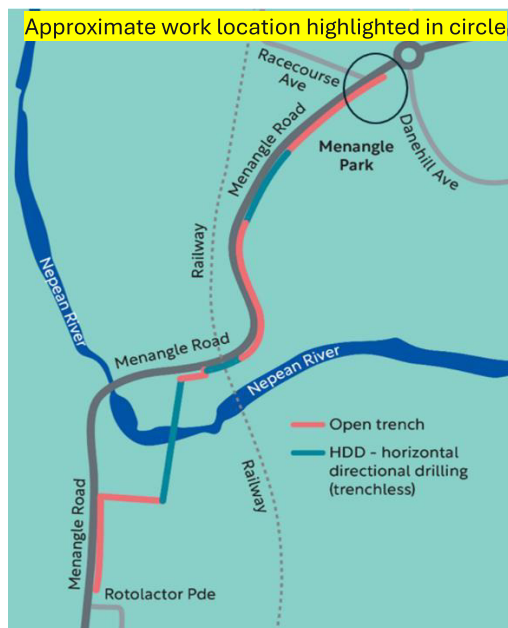 Approximate work location highlighted in circle
Racecourse
Ave
Menangle Road
Menangle
Park
Danehill Ave
Railway
Nepean River
Menangle Road
Nepean River
Open trench
HDD - horizontal
directional drilling
(trenchless)
Railway
Menangle Road
Rotolactor Pde